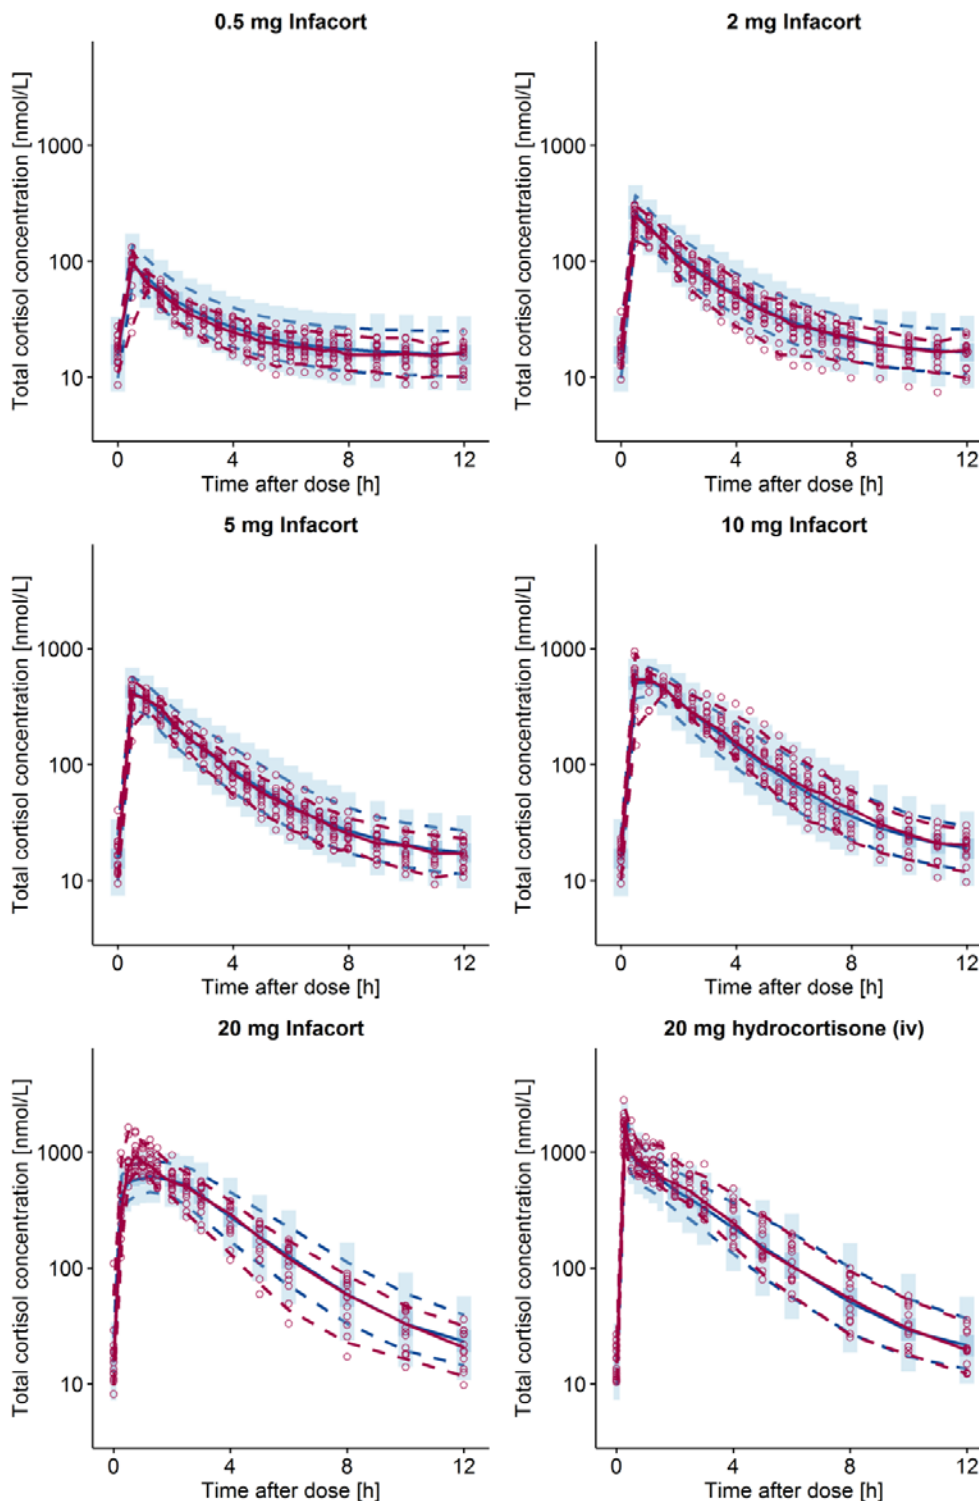 0.5 mg Infacort
2 mg Infacort
Total cortisol concentration [nmol/L]
1000
100
10
0
4
8
12
Time after dose [h]
Total cortisol concentration [nmol/L]
1000
100
10
0
4
8
12
Time after dose [h]
5 mg Infacort
10 mg Infacort
Total cortisol concentration [nmol/L]
1000
100
10
0
4
8
12
Time after dose [h]
Total cortisol concentration [nmol/L]
1000
100
10
0
4
8
12
Time after dose [h]
20 mg Infacort
20 mg hydrocortisone (iv)
Total cortisol concentration [nmol/L]
1000
100
10
0
4
8
12
Time after dose [h]
Total cortisol concentration [nmol/L]
1000
100
10
0
4
8
12
Time after dose [h]